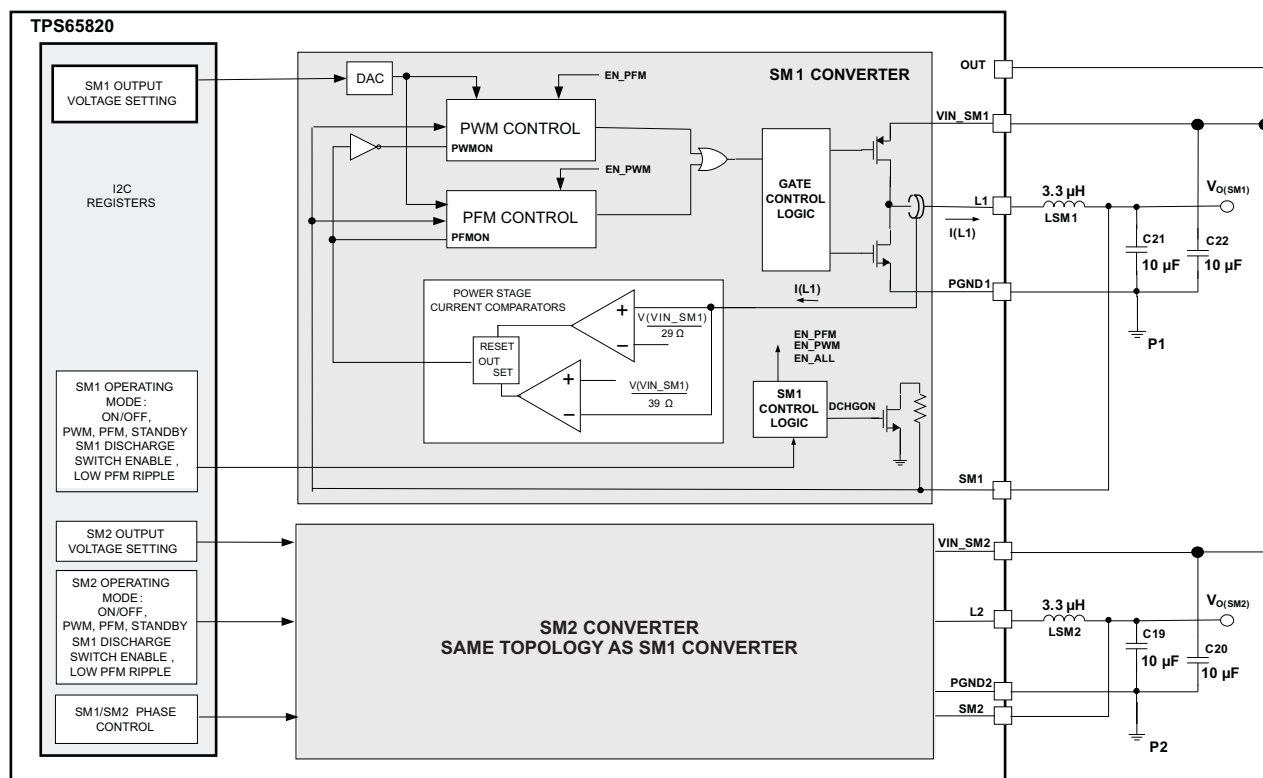 TPS65820
SM1 OUTPUT
VOLTAGE SETTING
I2C
REGISTERS
SM1 OPERATING
MODE:
ON/OFF,
PWM, PFM, STANDBY
SM1 DISCHARGE
SWITCH ENABLE ,
LOW PFM RIPPLE
SM2 OUTPUT
VOLTAGE SETTING
SM2 OPERATING
MODE:
ON/OFF,
PWM, PFM, STANDBY
SM1 DISCHARGE
SWITCH ENABLE ,
LOW PFM RIPPLE
SM1/SM2 PHASE
CONTROL
SM1 CONVERTER
DAC
EN_PFM
PWM CONTROL
PWMON
EN_PWM
PFM CONTROL
PFMON
GATE
CONTROL
LOGIC
POWER STAGE
CURRENT COMPARATORS
I(L1)
+
V(VIN_SM1)
29 Ω
−
RESET
OUT
SET
+
V(VIN_SM1)
39 Ω
−
EN_PFM
EN_PWM
EN_ALL
SM1
CONTROL
LOGIC
DCHGON
OUT
VIN_SM1
L1
I(L1)
PGND1
SM1
3.3 µH
LSM1
VO(SM1)
C21
10 µF
C22
10 µF
P1
SM2 CONVERTER
SAME TOPOLOGY AS SM1 CONVERTER
VIN_SM2
L2
PGND2
SM2
3.3 µH
LSM2
VO(SM2)
C19
10 µF
C20
10 µF
P2